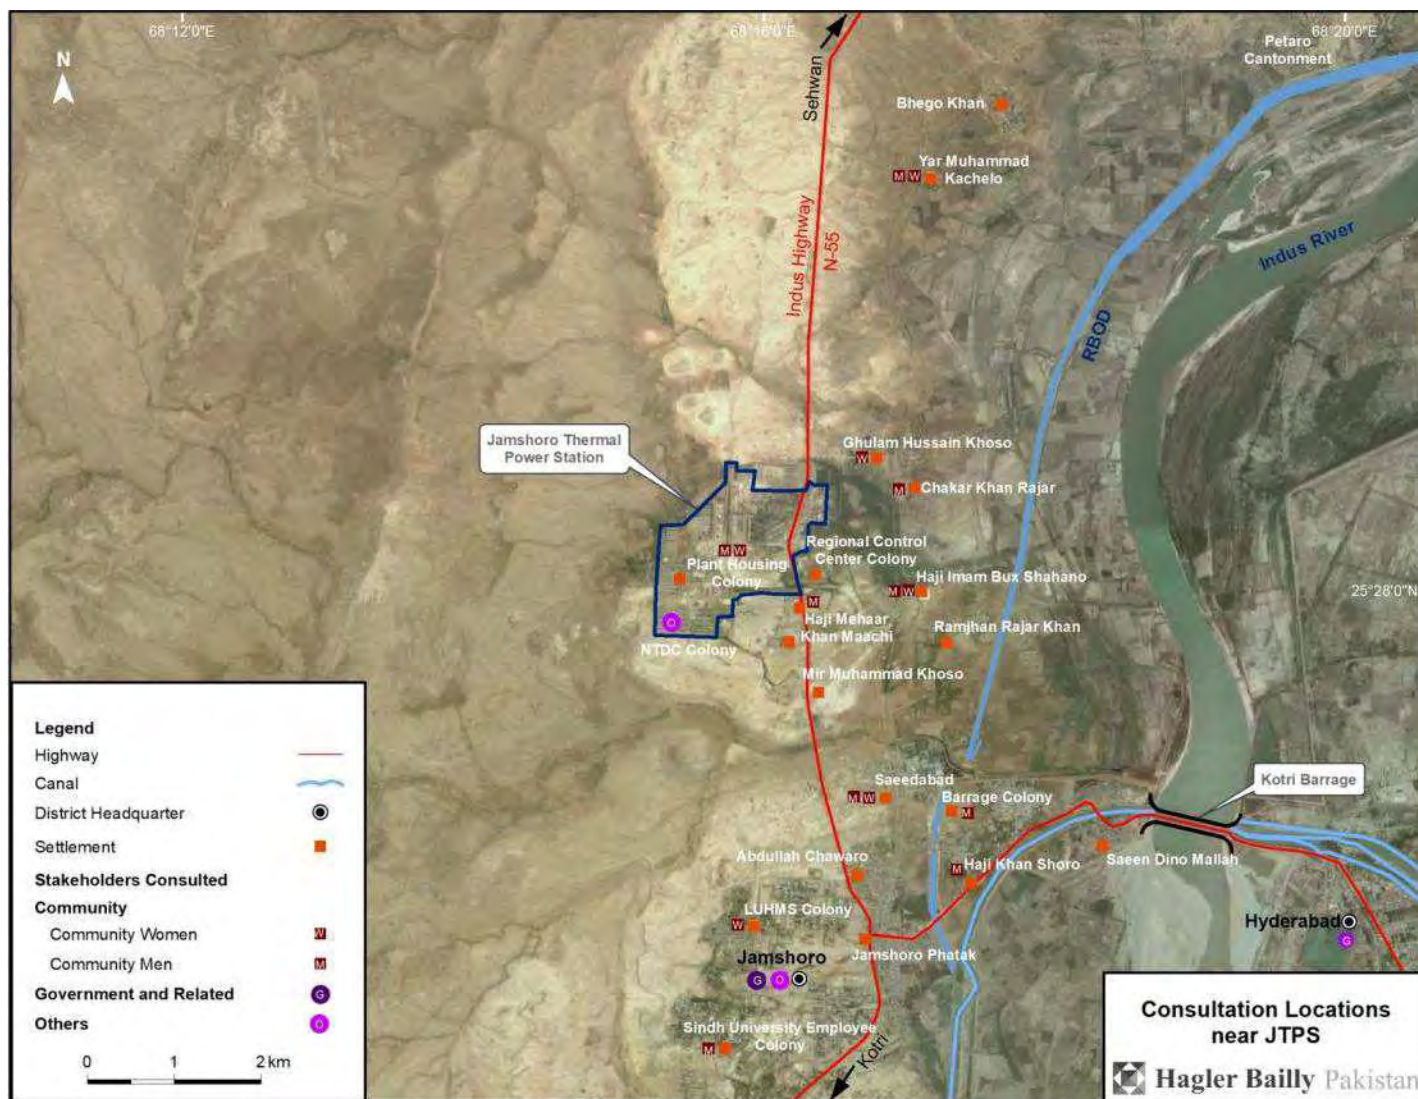 68°12'0"E
68°16'0"E
68°20'0"E
N
Sehwan
Petaro
Cantonment
Bhego Khan
Yar Muhammad
Kachelo
M W
Indus Highway
N-55
Indus River
RBOD
Jamshoro Thermal
Power Station
Ghulam Hussain Khoso
W
Chakar Khan Rajar
M
Regional Control
Center Colony
M W
Plant Housing
Colony
Haji Imam Bux Shahano
M W
25°28'0"N
M
Haji Mehaar
Khan Maachi
O
NTDC Colony
Ramjhan Rajar Khan
Mir Muhammad Khoso
Saeedabad
M W
Barrage Colony
M
Kotri Barrage
Abdullah Chawaro
M
Haji Khan Shoro
Saeen Dino Mallah
LUHMS Colony
W
Jamshoro Phatak
Hyderabad
G
Jamshoro
G O
Sindh University Employee
Colony
M
Kotri
Legend
Highway
Canal
District Headquarter
Settlement
Stakeholders Consulted
Community
Community Women W
Community Men M
Government and Related G
Others O
0 1 2 km
Consultation Locations
near JTPS
Hagler Bailly Pakistan